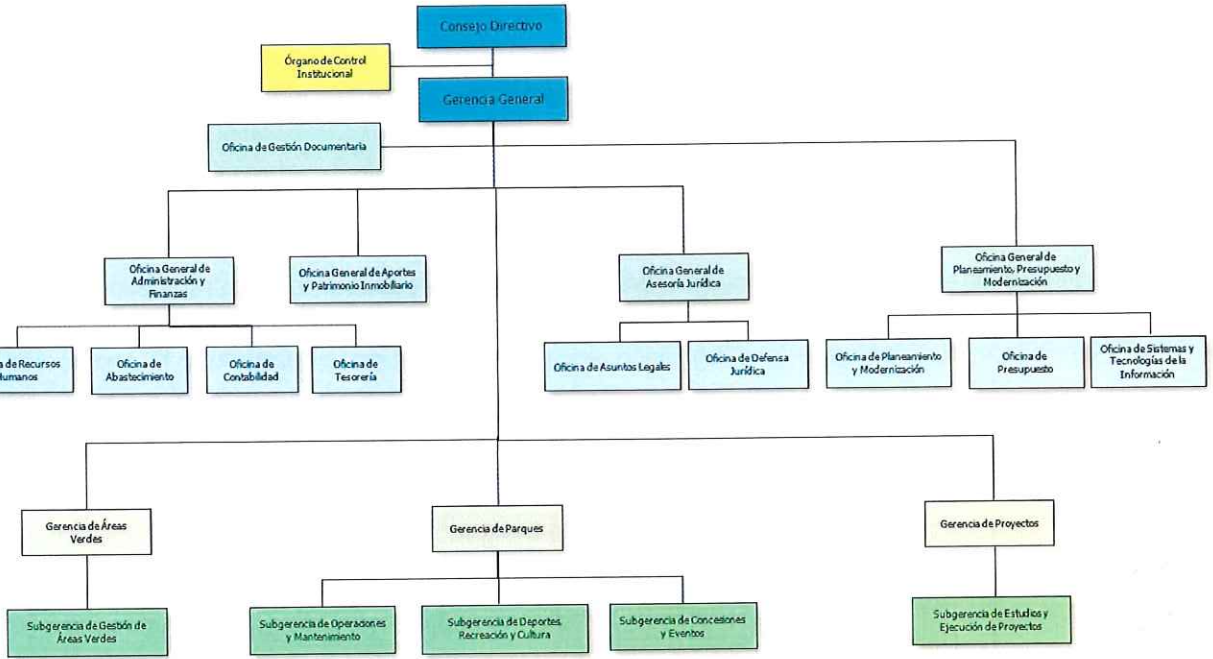 Consejo Directivo
Órgano de Control
Institucional
Gerencia General
Oficina de Gestión Documentaria
Oficina General de
Administración y
Finanzas
Oficina General de Aportes
y Patrimonio Inmobiliario
Oficina General de
Asesoría Jurídica
Oficina General de
Planeamiento, Presupuesto y
Modernización
de Recursos
Humanos
Oficina de
Abastecimiento
Oficina de
Contabilidad
Oficina de
Tesorería
Oficina de Asuntos Legales
Oficina de Defensa
Jurídica
Oficina de Planeamiento
y Modernización
Oficina de
Presupuesto
Oficina de Sistemas y
Tecnologías de la
Información
Gerencia de Áreas
Verdes
Gerencia de Parques
Gerencia de Proyectos
Subgerencia de Gestión de
Áreas Verdes
Subgerencia de Operaciones
y Mantenimiento
Subgerencia de Deportes,
Recreación y Cultura
Subgerencia de Concesiones
y Eventos
Subgerencia de Estudios y
Ejecución de Proyectos